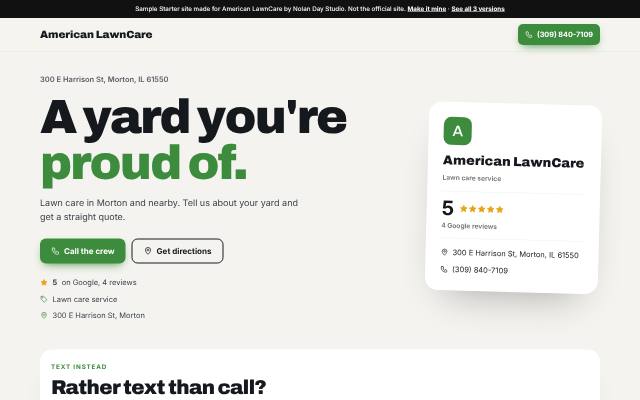 Sample Starter site made for American LawnCare by Nolan Day Studio. Not the official site. Make it mine · See all 3 versions
American LawnCare
(309) 840-7109
300 E Harrison St, Morton, IL 61550
A yard you're
proud of.
Lawn care in Morton and nearby. Tell us about your yard and
get a straight quote.
Call the crew
Get directions
5 on Google, 4 reviews
Lawn care service
300 E Harrison St, Morton
A
American LawnCare
Lawn care service
5
4 Google reviews
300 E Harrison St, Morton, IL 61550
(309) 840-7109
TEXT INSTEAD
Rather text than call?